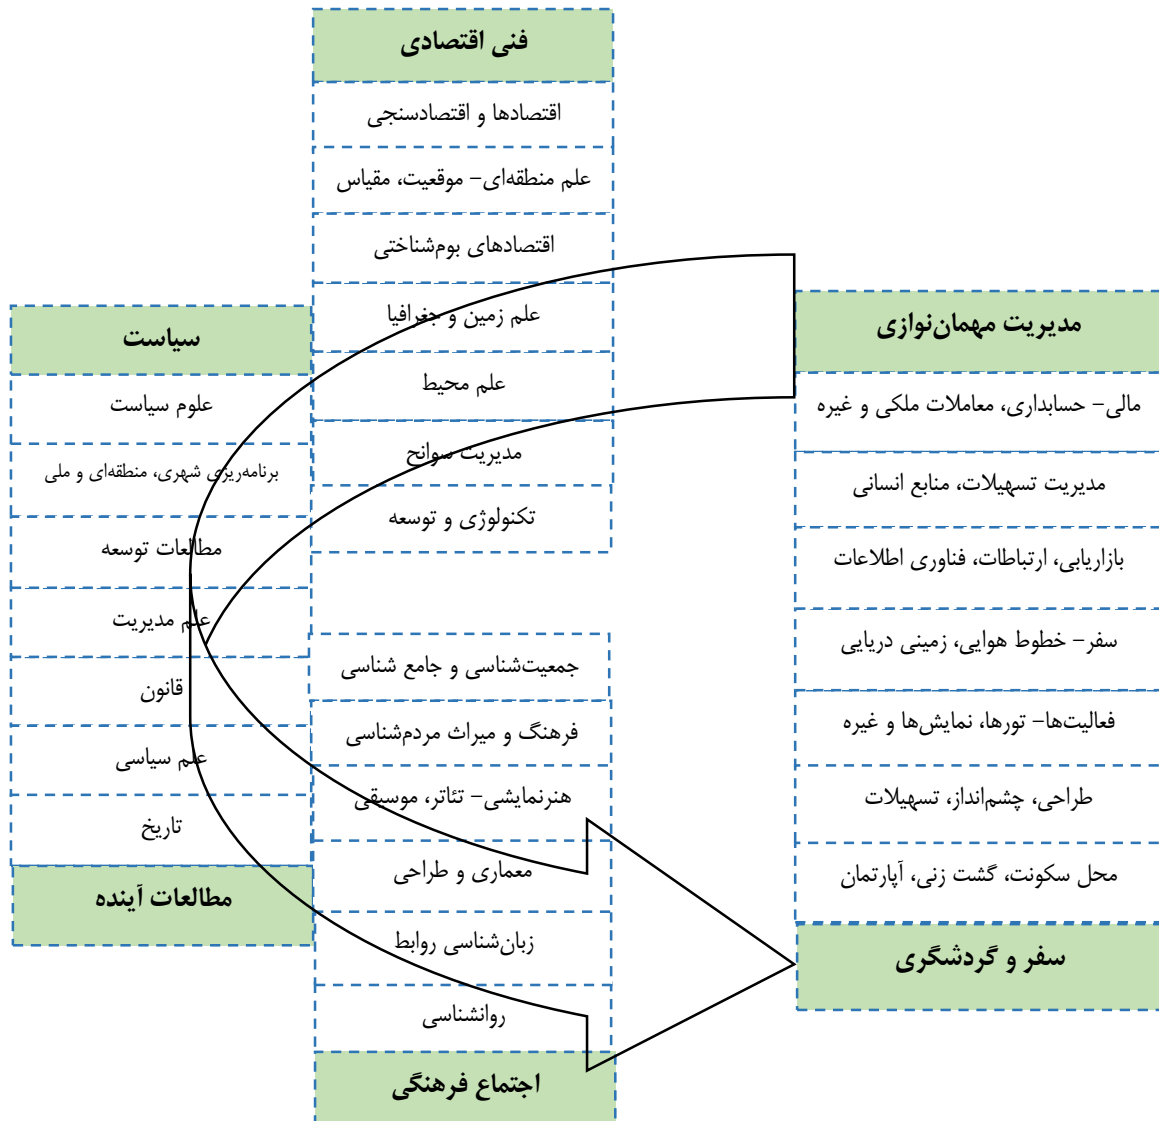 فنی اقتصادی
اقتصادها و اقتصادسنجی
علم منطقه‌ای- موقعیت، مقیاس
اقتصادهای بوم‌شناختی
علم زمین و جغرافیا
علم محیط
مدیریت سوانح
تکنولوژی و توسعه
مدیریت مهمان‌نوازی
مالی- حسابداری، معاملات ملکی و غیره
مدیریت تسهیلات، منابع انسانی
بازاریابی، ارتباطات، فناوری اطلاعات
سفر- خطوط هوایی، زمینی دریایی
فعالیت‌ها- تورها، نمایش‌ها و غیره
طراحی، چشم‌انداز، تسهیلات
محل سکونت، گشت زنی، آپارتمان
سفر و گردشگری
سیاست
علوم سیاست
برنامه‌ریزی شهری، منطقه‌ای و ملی
مطالعات توسعه
علم مدیریت
قانون
علم سیاسی
تاریخ
مطالعات آینده
جمعیت‌شناسی و جامع شناسی
فرهنگ و میراث مردم‌شناسی
هنرنمایشی- تئاتر، موسیقی
معماری و طراحی
زبان‌شناسی روابط
روانشناسی
اجتماع فرهنگی